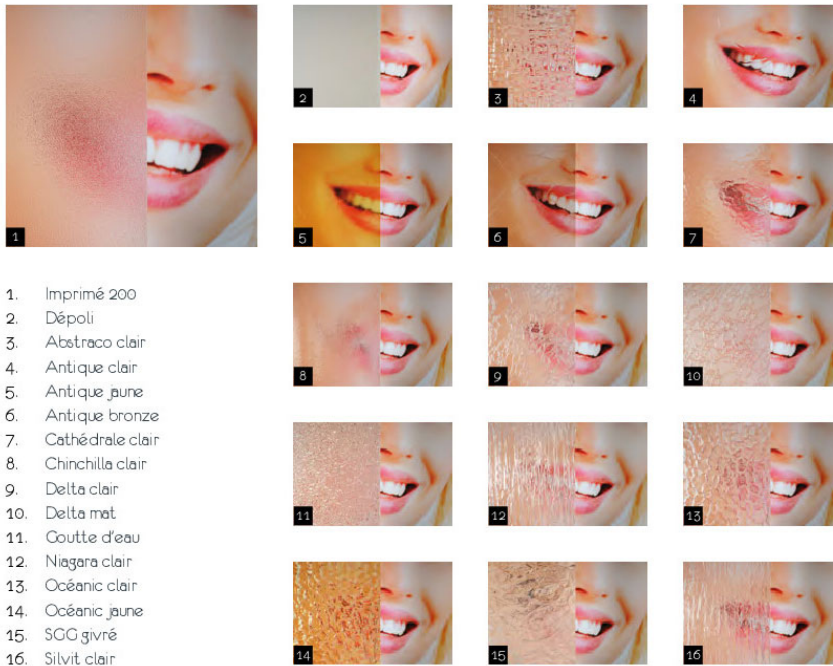 1
2
3
4
5
6
7
8
9
10
11
12
13
14
15
16
1. Imprimé 200
2. Dépoli
3. Abstraco clair
4. Antique clair
5. Antique jaune
6. Antique bronze
7. Cathédrale clair
8. Chinchilla clair
9. Delta clair
10. Delta mat
11. Goutte d'eau
12. Niagara clair
13. Océanic clair
14. Océanic jaune
15. SGG givré
16. Silvit clair